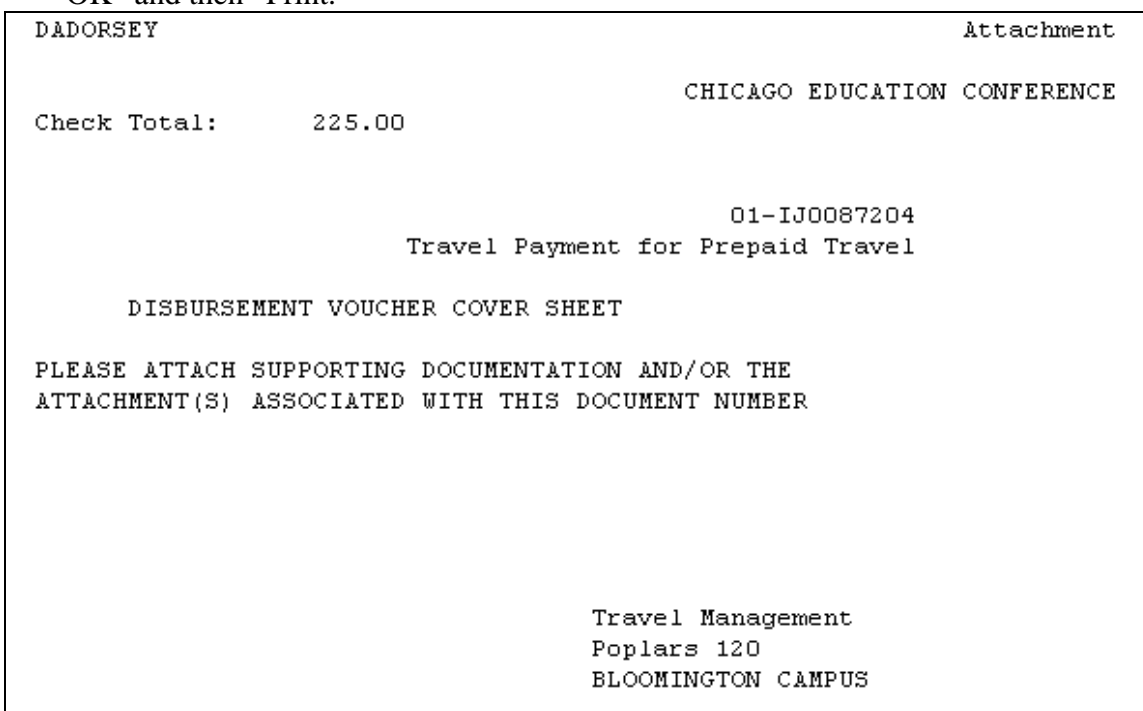 "OK" and then "Print."
DADORSEY Attachment
CHICAGO EDUCATION CONFERENCE
Check Total: 225.00
01-IJ0087204
Travel Payment for Prepaid Travel
DISBURSEMENT VOUCHER COVER SHEET
PLEASE ATTACH SUPPORTING DOCUMENTATION AND/OR THE
ATTACHMENT(S) ASSOCIATED WITH THIS DOCUMENT NUMBER
Travel Management
Poplars 120
BLOOMINGTON CAMPUS